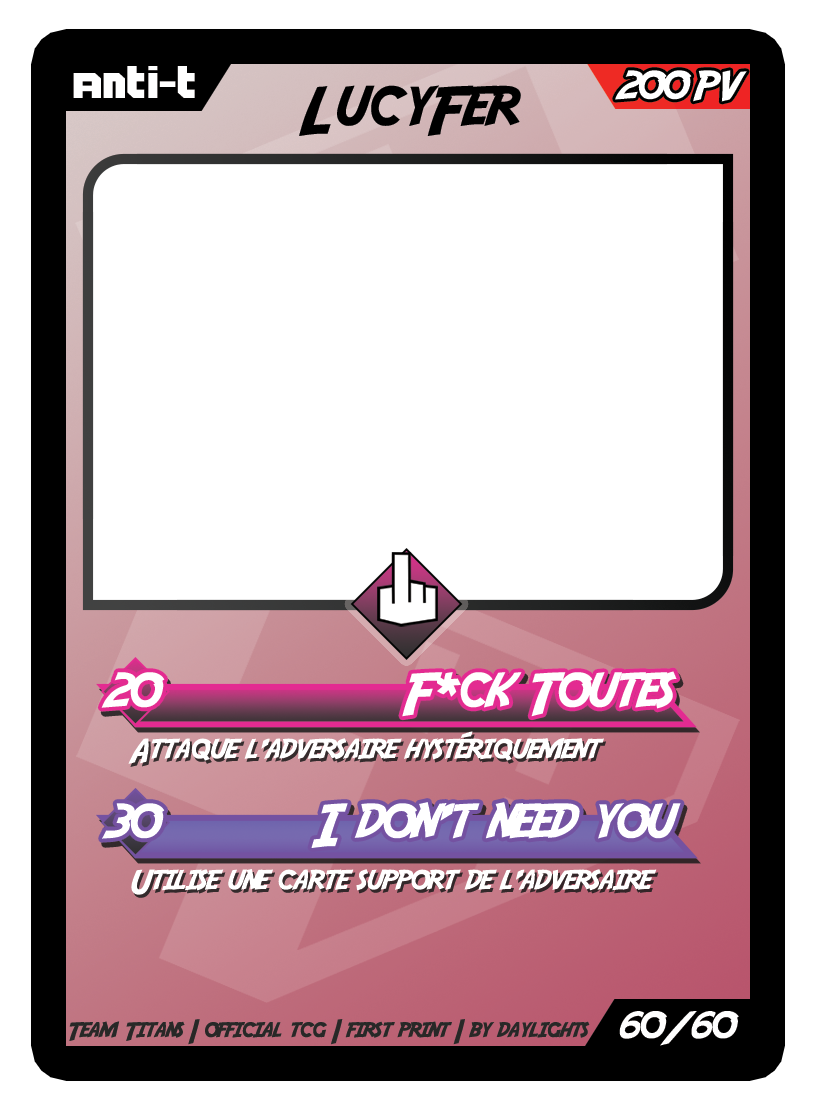 anti-t
LucyFer
200 PV
20 F*ck Toutes
Attaque l'adversaire hystériquement
30 I don't need you
Utilise une carte support de l'adversaire
Team Titans | official tcg | first print | by daylights
60/60